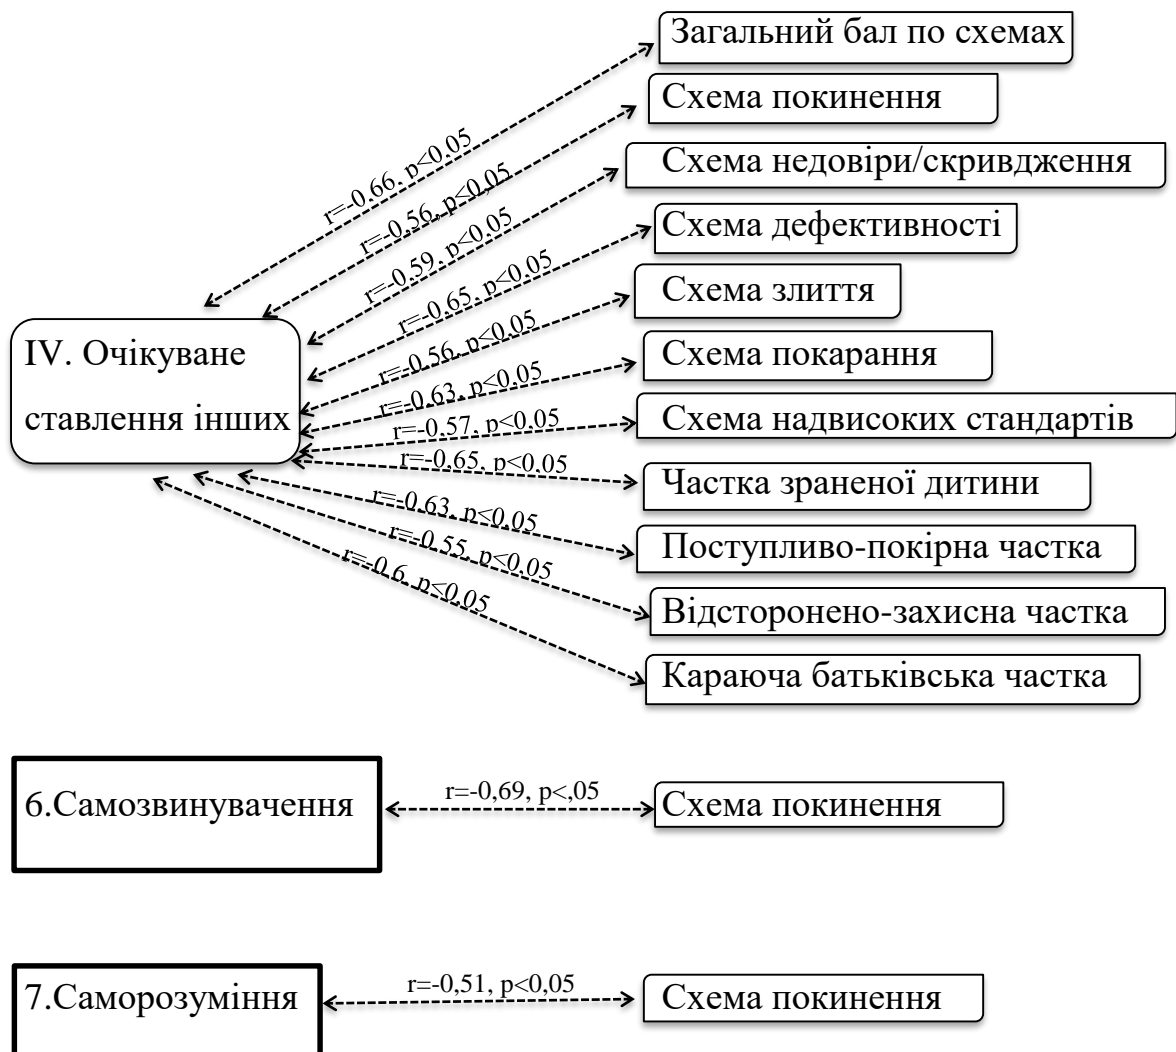 Загальний бал по схемах
r=-0,66, p<0,05
Схема покинення
r=-0,56, p<0,05
Схема недовіри/скривдження
r=-0,59, p<0,05
Схема дефективності
r=-0,65, p<0,05
Схема злиття
r=-0,56, p<0,05
IV. Очікуване
ставлення інших
Схема покарання
r=-0,63, p<0,05
Схема надвисоких стандартів
r=-0,57, p<0,05
Частка зраненої дитини
r=-0,65, p<0,05
Поступливо-покірна частка
r=-0,63, p<0,05
Відсторонено-захисна частка
r=-0,55, p<0,05
Караюча батьківська частка
r=-0,6, p<0,05
6.Самозвинувачення
r=-0,69, p<,05
Схема покинення
7.Саморозуміння
r=-0,51, p<0,05
Схема покинення